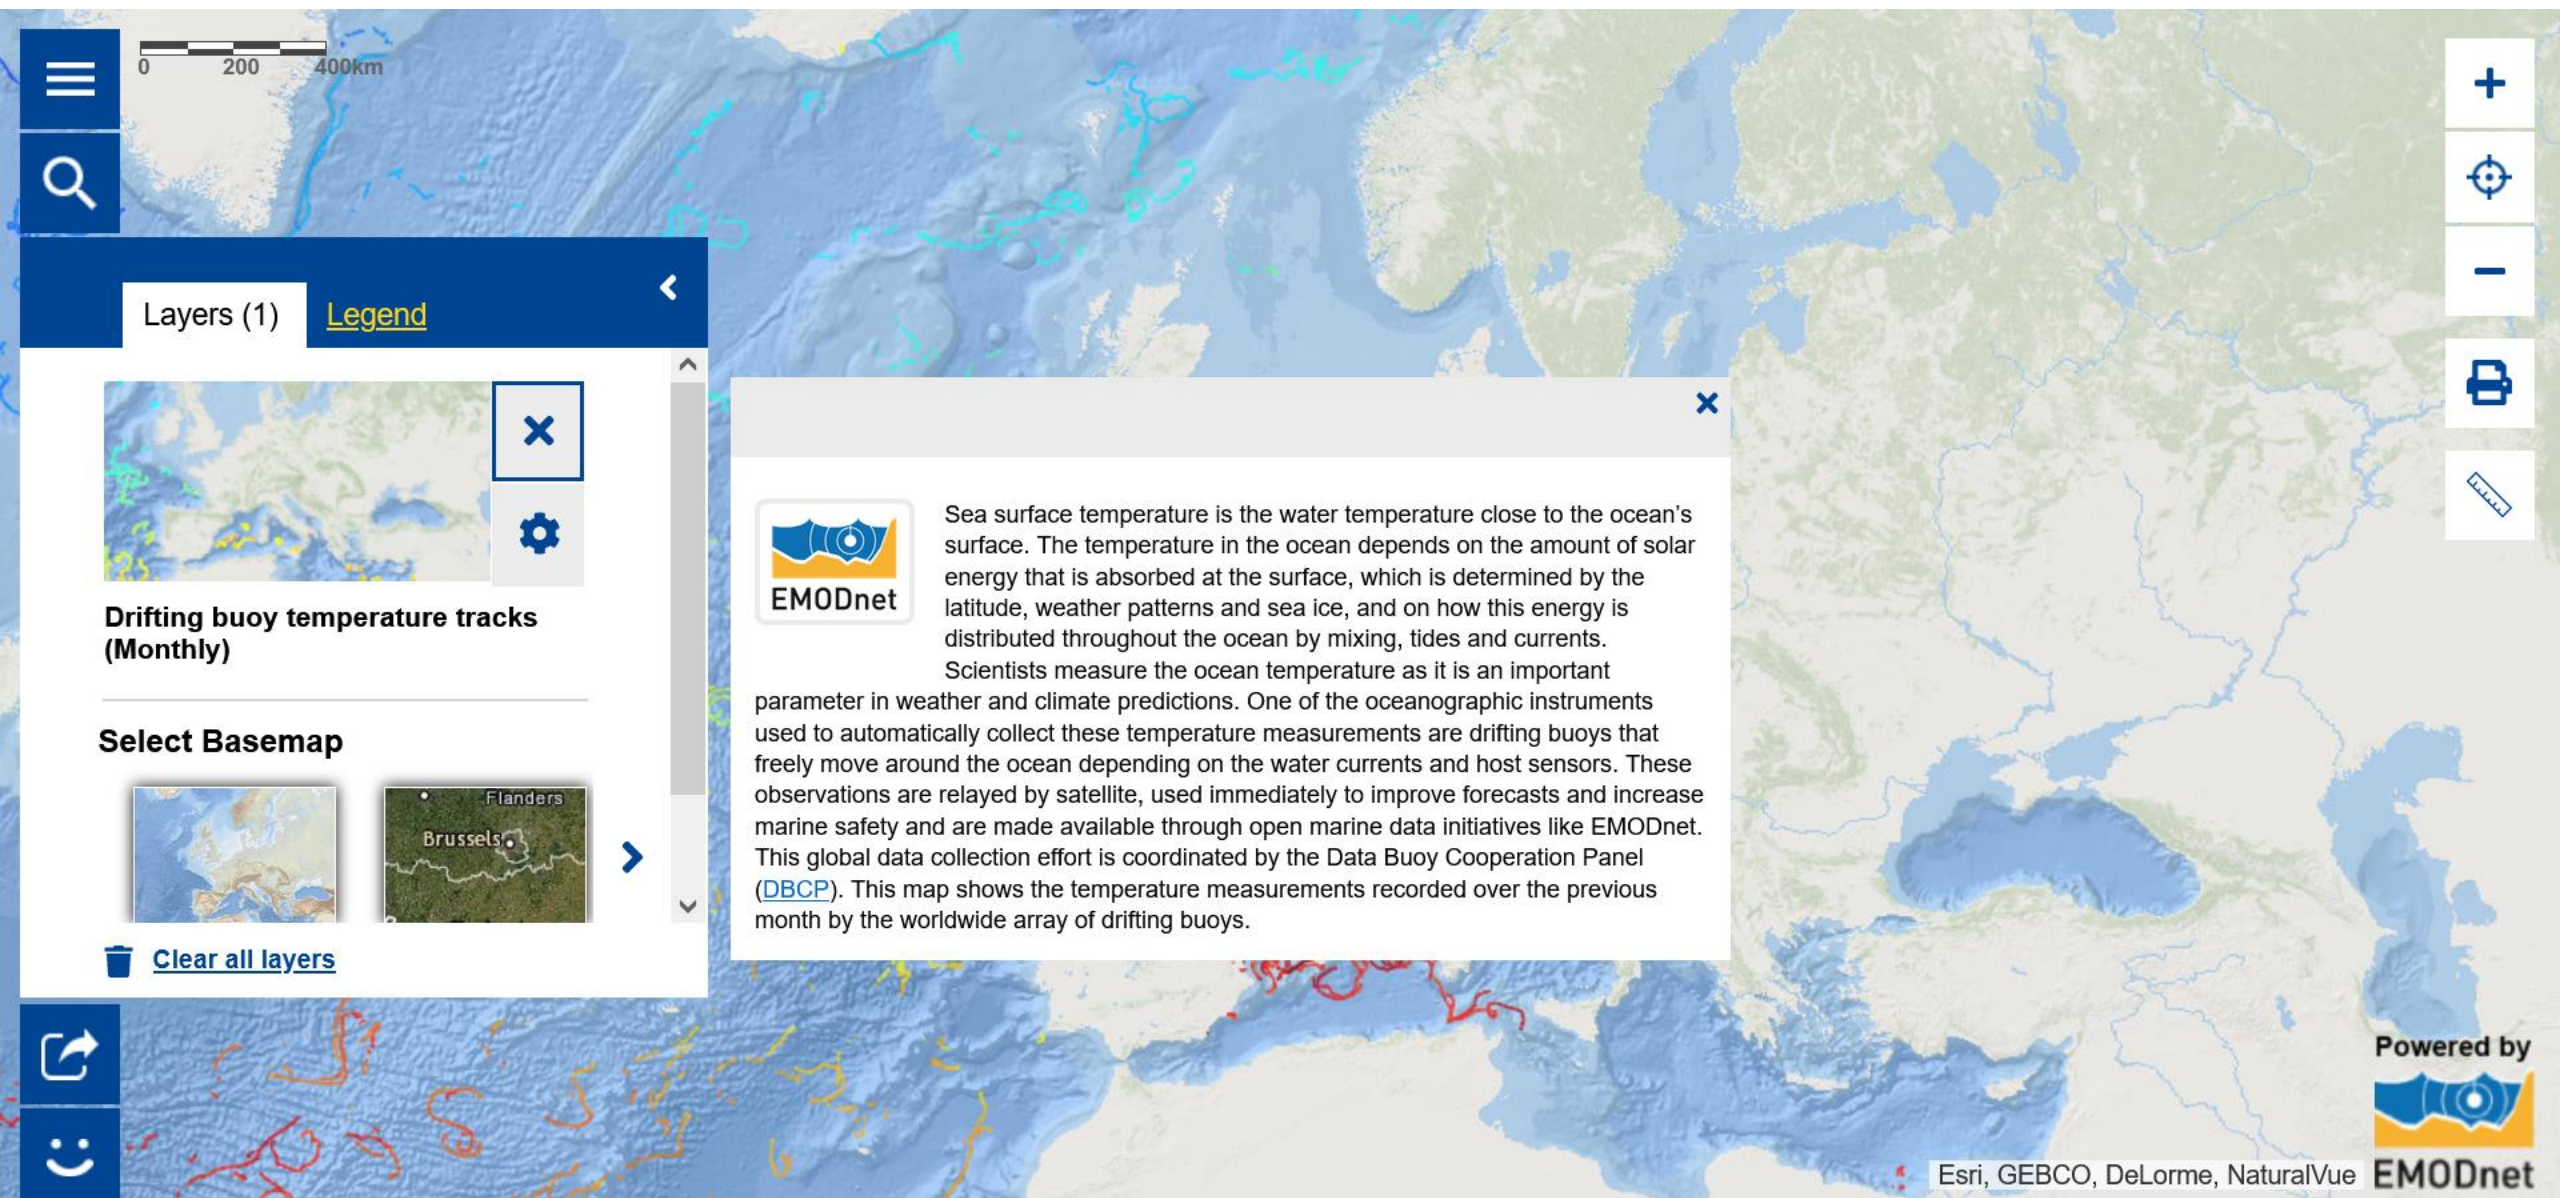 0 200 400km
Layers (1) Legend
Drifting buoy temperature tracks
(Monthly)
Select Basemap
Flanders
Brussels
Clear all layers
EMODnet
Sea surface temperature is the water temperature close to the ocean's
surface. The temperature in the ocean depends on the amount of solar
energy that is absorbed at the surface, which is determined by the
latitude, weather patterns and sea ice, and on how this energy is
distributed throughout the ocean by mixing, tides and currents.
Scientists measure the ocean temperature as it is an important
parameter in weather and climate predictions. One of the oceanographic instruments
used to automatically collect these temperature measurements are drifting buoys that
freely move around the ocean depending on the water currents and host sensors. These
observations are relayed by satellite, used immediately to improve forecasts and increase
marine safety and are made available through open marine data initiatives like EMODnet.
This global data collection effort is coordinated by the Data Buoy Cooperation Panel
(DBCP). This map shows the temperature measurements recorded over the previous
month by the worldwide array of drifting buoys.
Powered by
EMODnet
Esri, GEBCO, DeLorme, NaturalVue